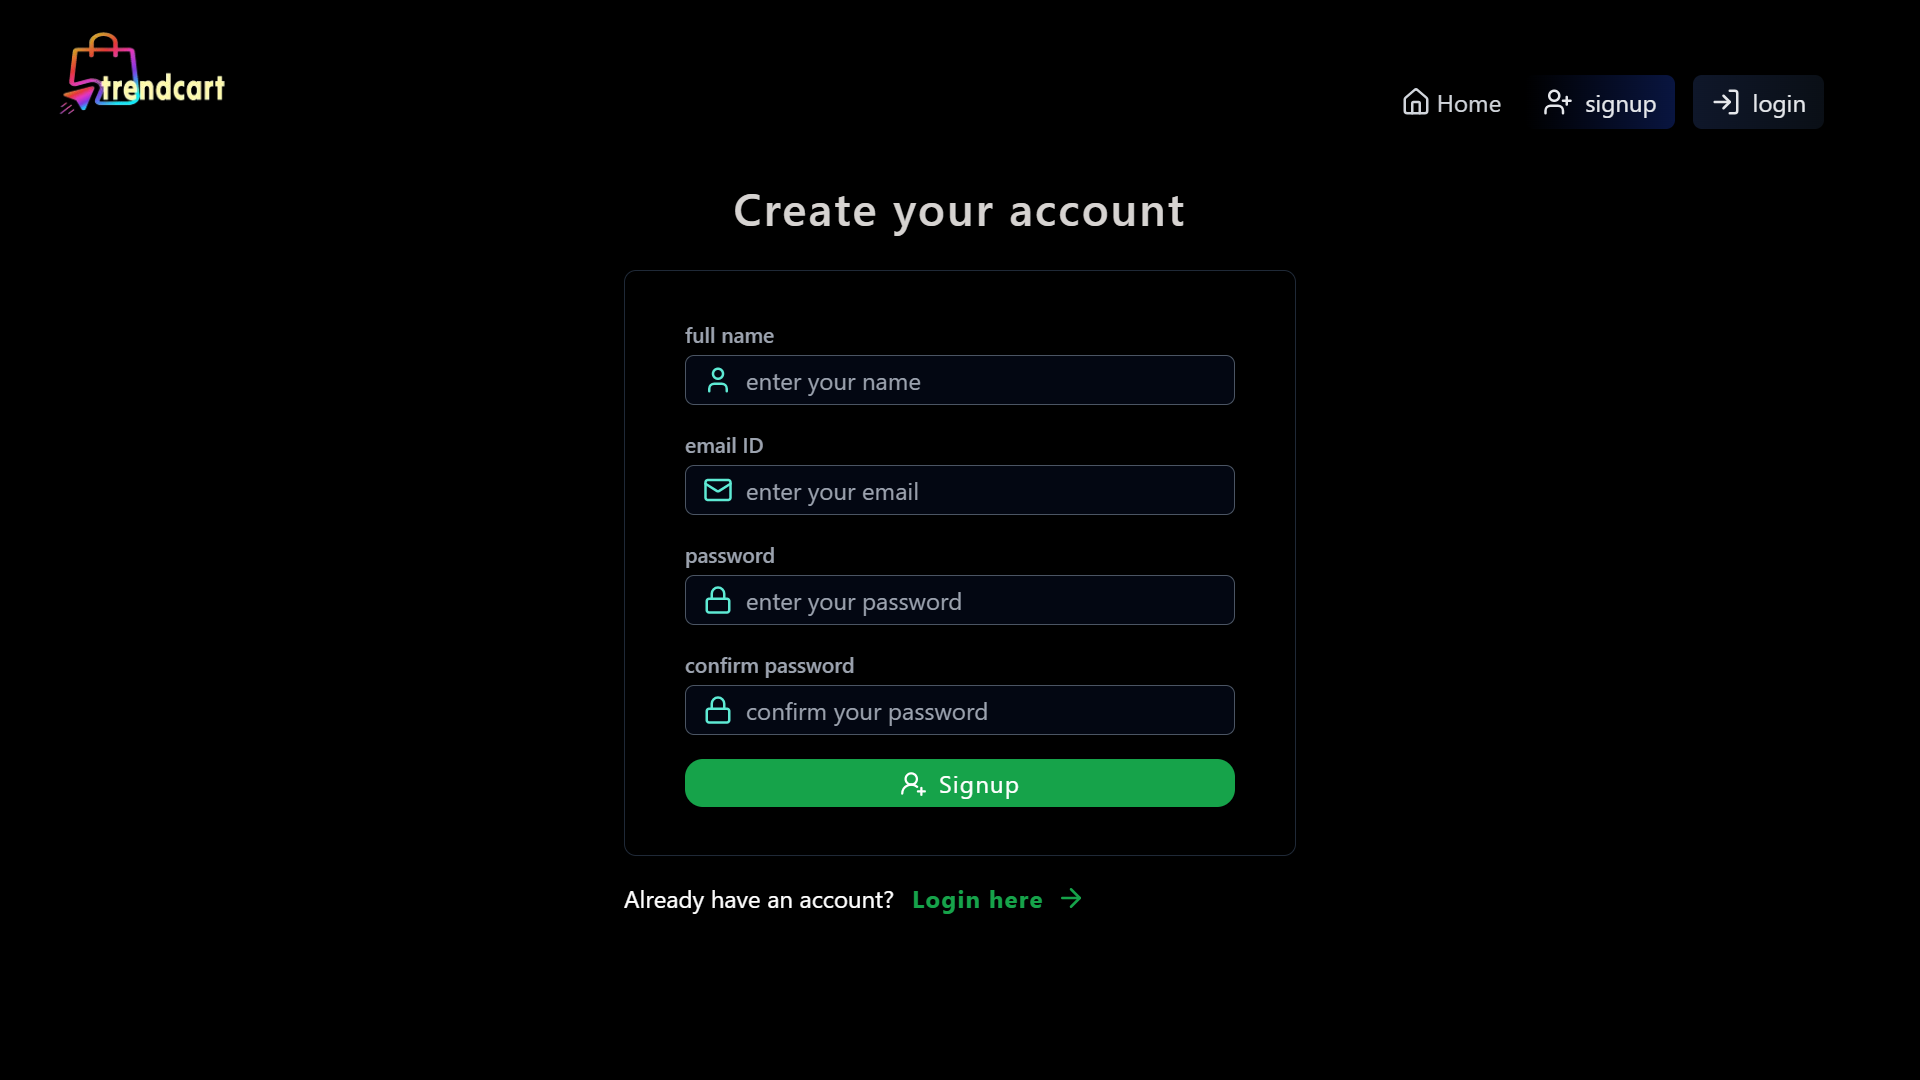 trendcart
Home
signup
login
Create your account
full name
enter your name
email ID
enter your email
password
enter your password
confirm password
confirm your password
Signup
Already have an account? Login here